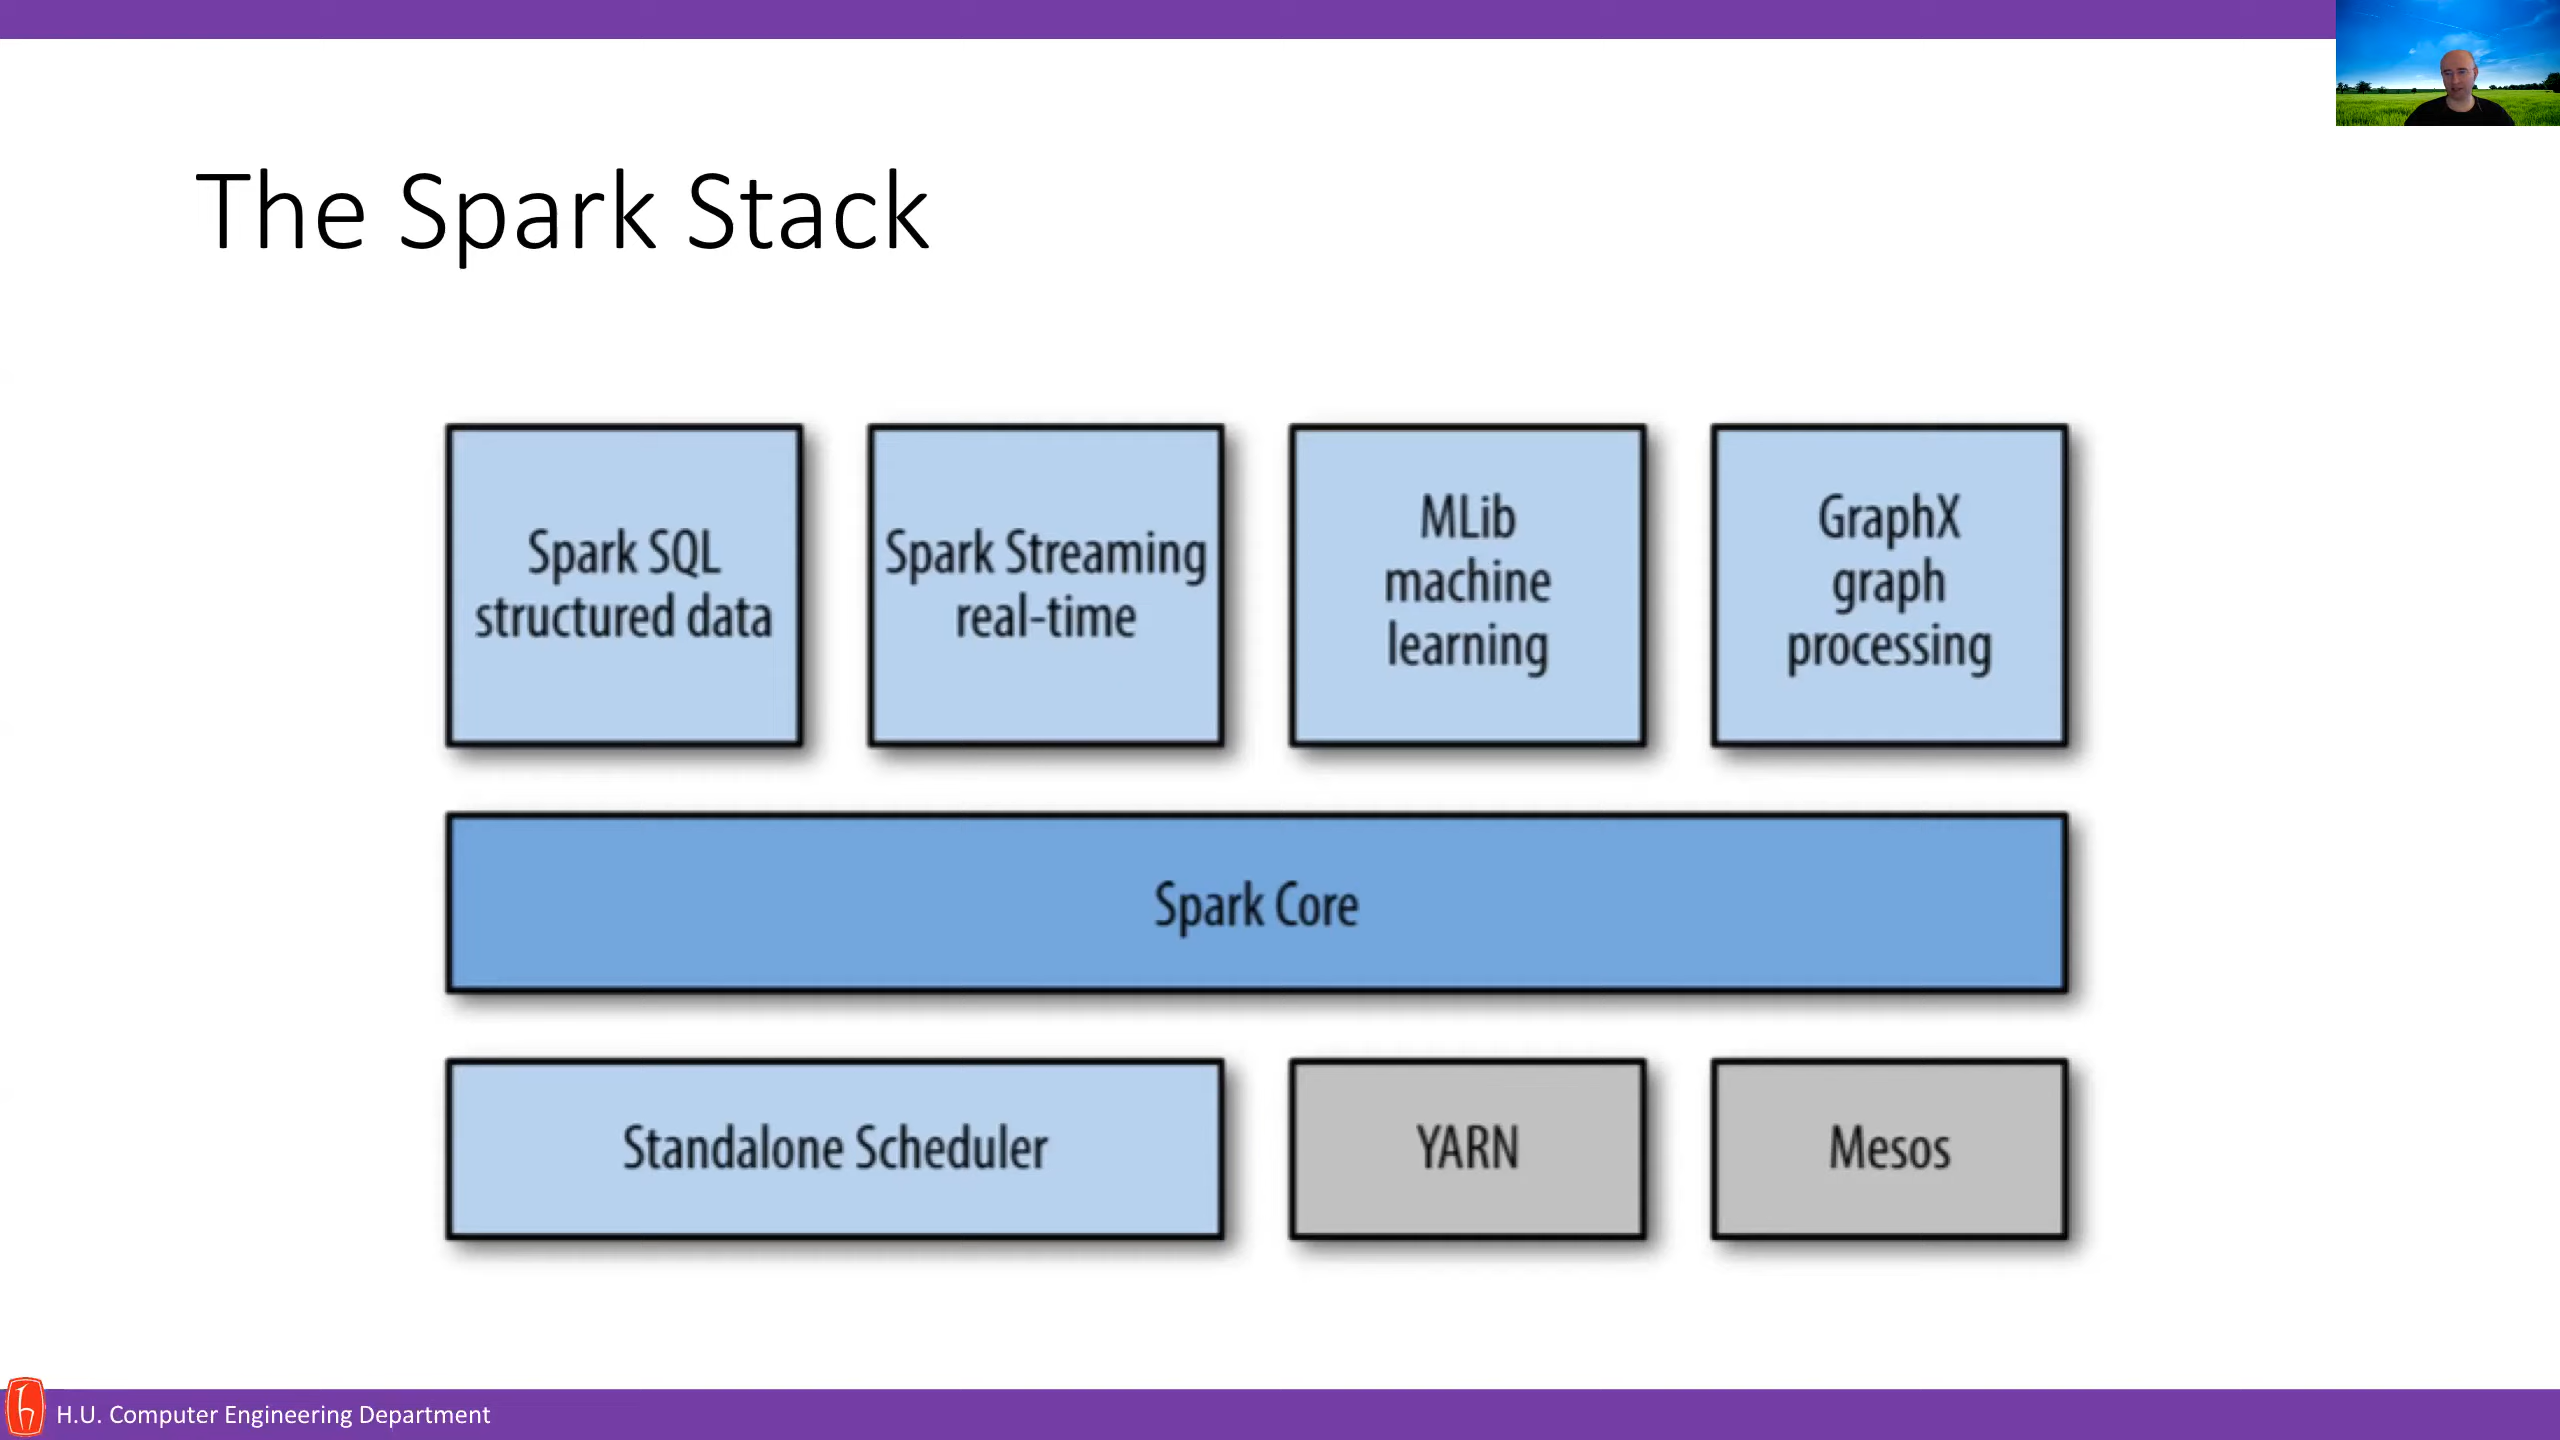 The Spark Stack
Spark SQL
structured data
Spark Streaming
real-time
MLib
machine
learning
GraphX
graph
processing
Spark Core
Standalone Scheduler
YARN
Mesos
H.U. Computer Engineering Department